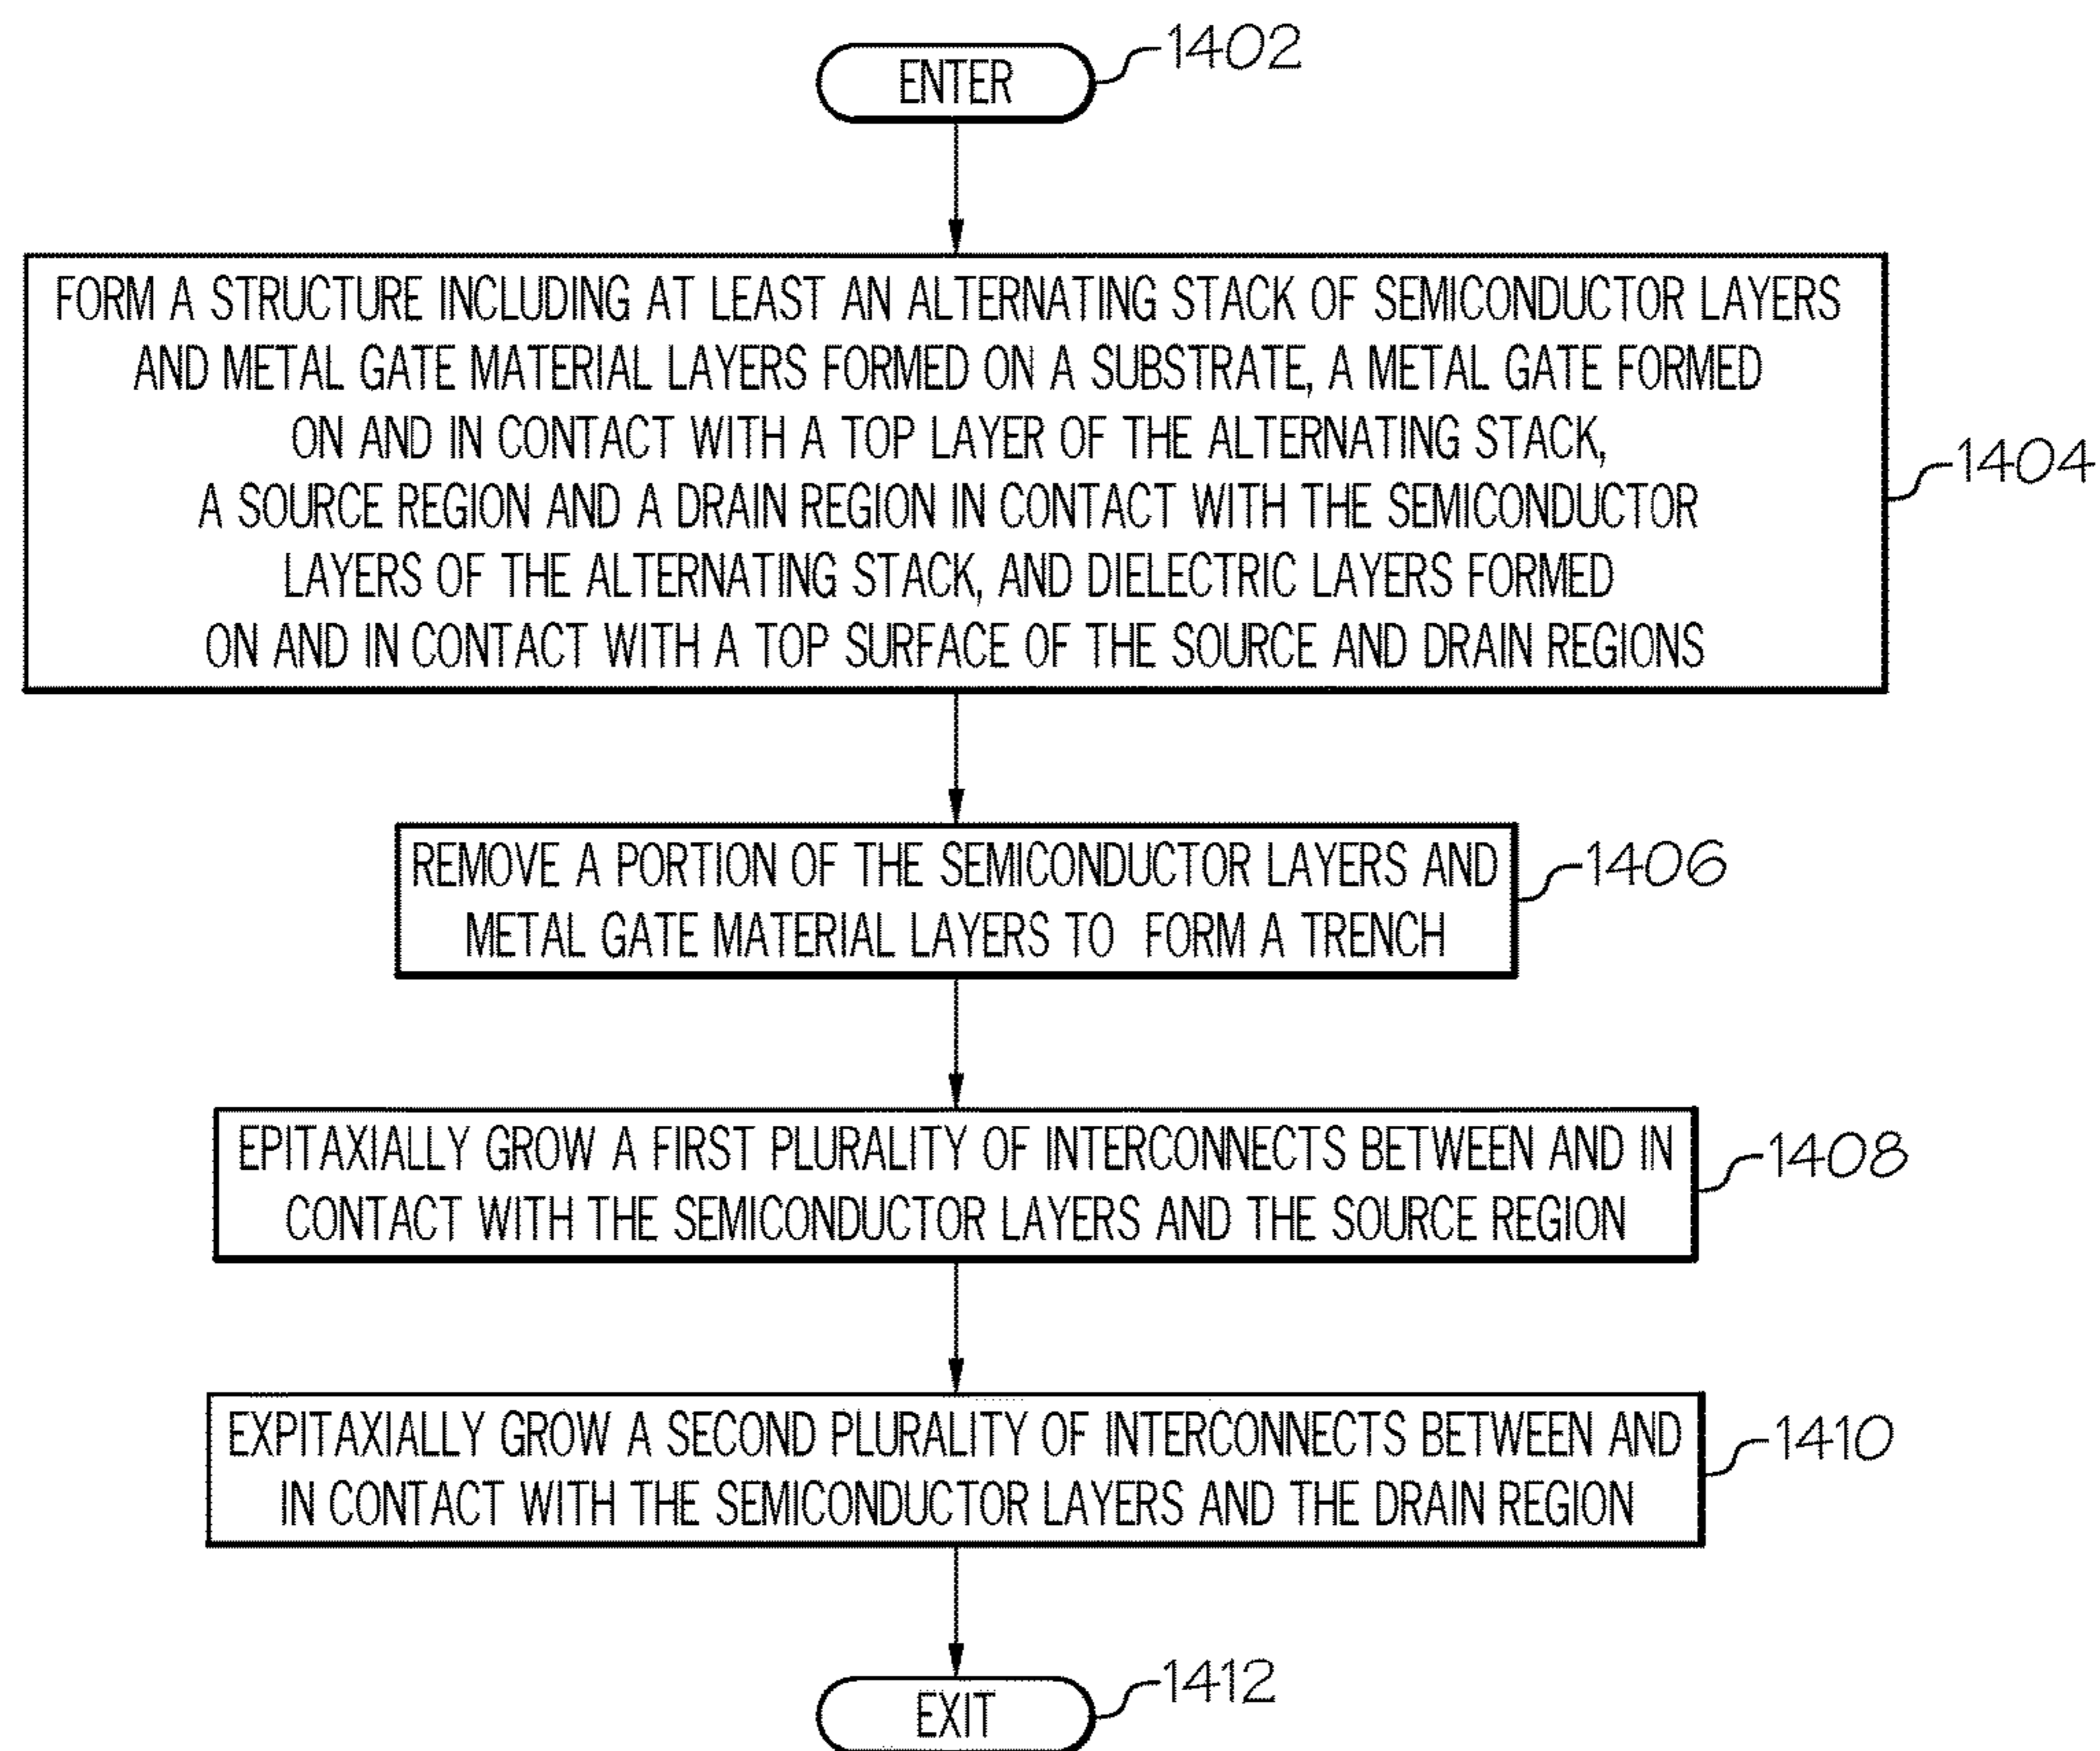 ENTER
1402
FORM A STRUCTURE INCLUDING AT LEAST AN ALTERNATING STACK OF SEMICONDUCTOR LAYERS
AND METAL GATE MATERIAL LAYERS FORMED ON A SUBSTRATE, A METAL GATE FORMED
ON AND IN CONTACT WITH A TOP LAYER OF THE ALTERNATING STACK,
A SOURCE REGION AND A DRAIN REGION IN CONTACT WITH THE SEMICONDUCTOR
LAYERS OF THE ALTERNATING STACK, AND DIELECTRIC LAYERS FORMED
ON AND IN CONTACT WITH A TOP SURFACE OF THE SOURCE AND DRAIN REGIONS
1404
REMOVE A PORTION OF THE SEMICONDUCTOR LAYERS AND
METAL GATE MATERIAL LAYERS TO FORM A TRENCH
1406
EPITAXIALLY GROW A FIRST PLURALITY OF INTERCONNECTS BETWEEN AND IN
CONTACT WITH THE SEMICONDUCTOR LAYERS AND THE SOURCE REGION
1408
EXPITAXIALLY GROW A SECOND PLURALITY OF INTERCONNECTS BETWEEN AND
IN CONTACT WITH THE SEMICONDUCTOR LAYERS AND THE DRAIN REGION
1410
EXIT
1412